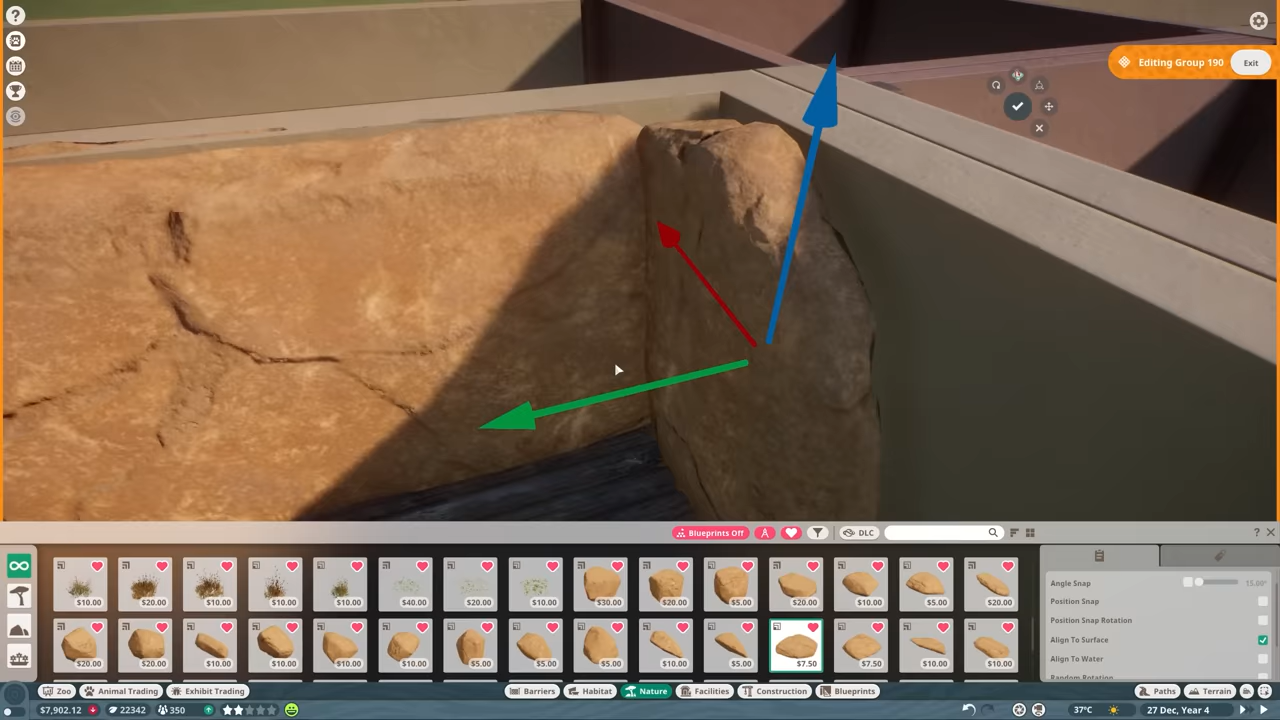 ?
Editing Group 190
Exit
Blueprints Off
DLC
?
$10.00
$20.00
$10.00
$10.00
$10.00
$40.00
$20.00
$10.00
$30.00
$20.00
$5.00
$20.00
$10.00
$5.00
$20.00
$20.00
$20.00
$10.00
$10.00
$10.00
$10.00
$5.00
$5.00
$5.00
$10.00
$5.00
$7.50
$7.50
$10.00
$10.00
Angle Snap
15.00°
Position Snap
Position Snap Rotation
Align To Surface
Align To Water
Random Rotation
Zoo
Animal Trading
Exhibit Trading
Barriers
Habitat
Nature
Facilities
Construction
Blueprints
Paths
Terrain
$7,902.12
22342
350
37°C
27 Dec, Year 4